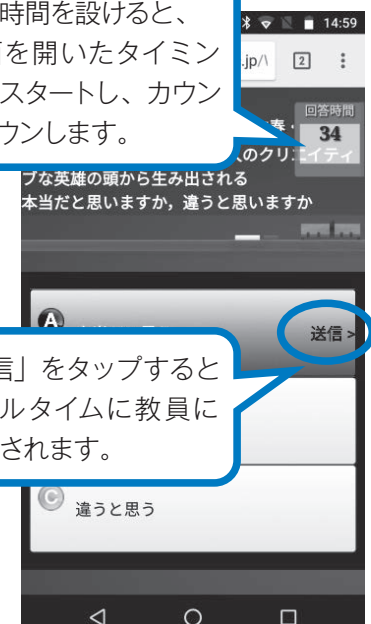 時間を設けると、
を開いたタイミン
スタートし、カウン
ウンします。
14:59
.jp/\
2
回答時間
34
春・
人のクリエイティ
ブな英雄の頭から生み出される
本当だと思いますか，違うと思いますか
A
送信>
信」をタップすると
ルタイムに教員に
されます。
C
違うと思う